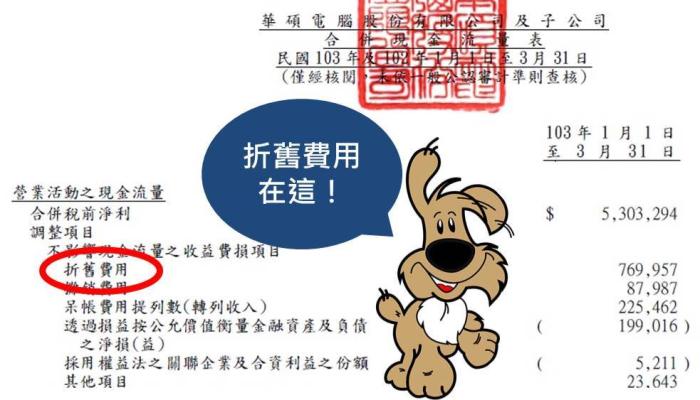 華碩電腦股份有限公司及子公司
合併現金流量表
民國103年及102年1月1日至3月31日
(僅經核閱，未依一般公認審計準則查核)
103年1月1日
至3月31日
折舊費用
在這！
營業活動之現金流量
合併稅前淨利 $ 5,303,294
調整項目
不影響現金流量之收益費損項目
折舊費用 769,957
攤銷費用 87,987
呆帳費用提列數(轉列收入) 225,462
透過損益按公允價值衡量金融資產及負債 ( 199,016 )
之淨損(益)
採用權益法之關聯企業及合資利益之份額 ( 5,211 )
其他項目 23,643